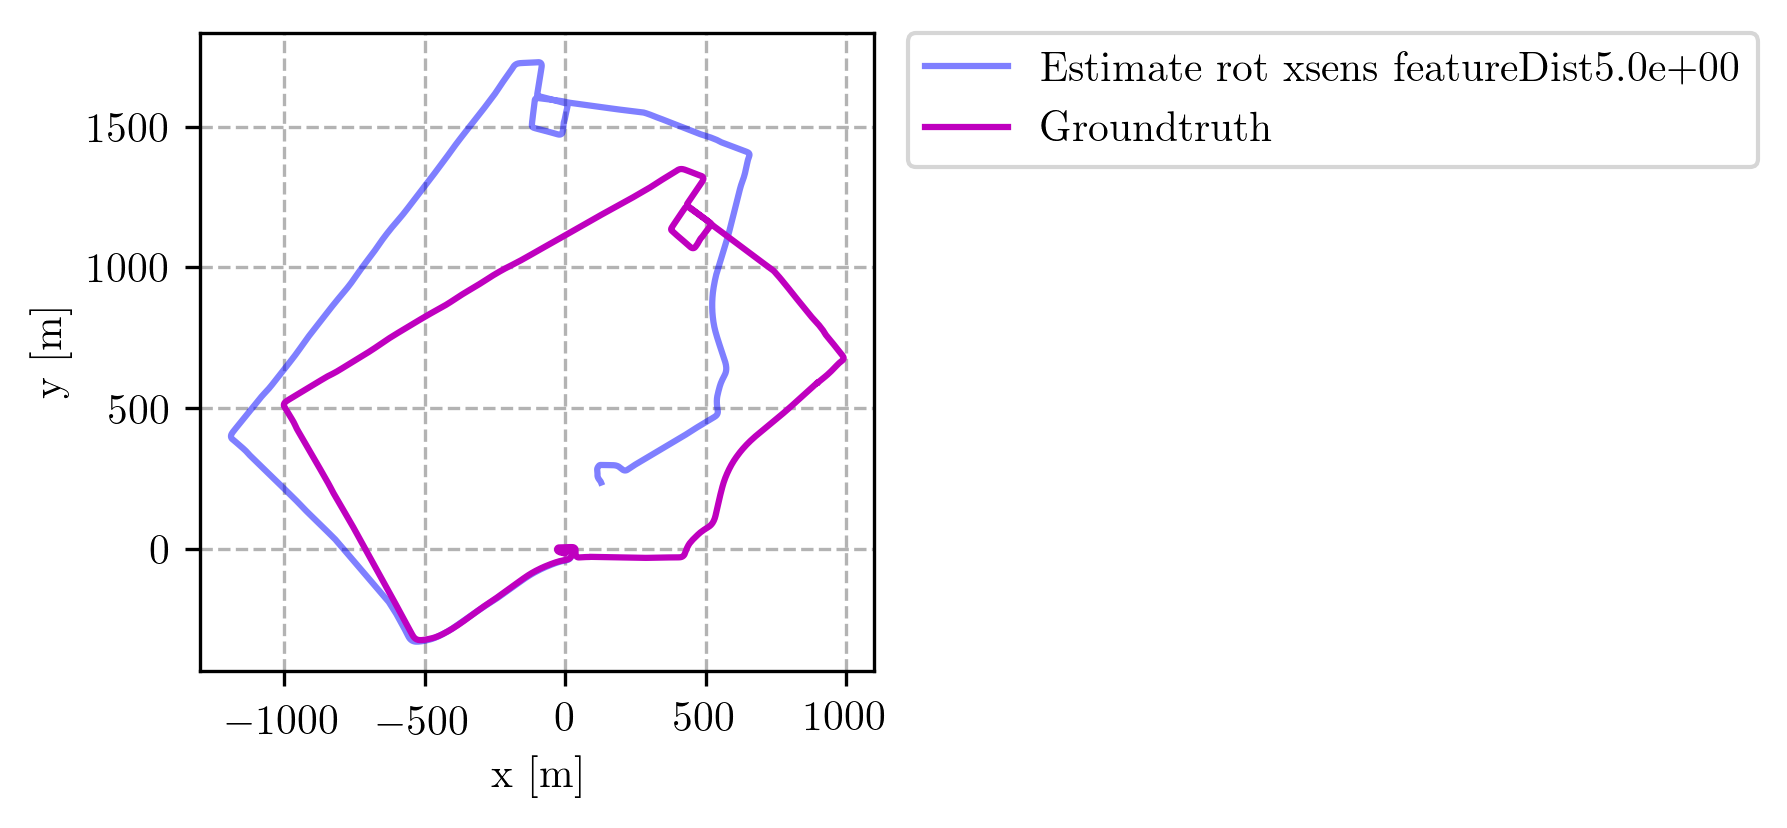 Estimate rot xsens featureDist5.0e+00
Groundtruth
1500
1000
500
0
y [m]
−1000 −500 0 500 1000
x [m]